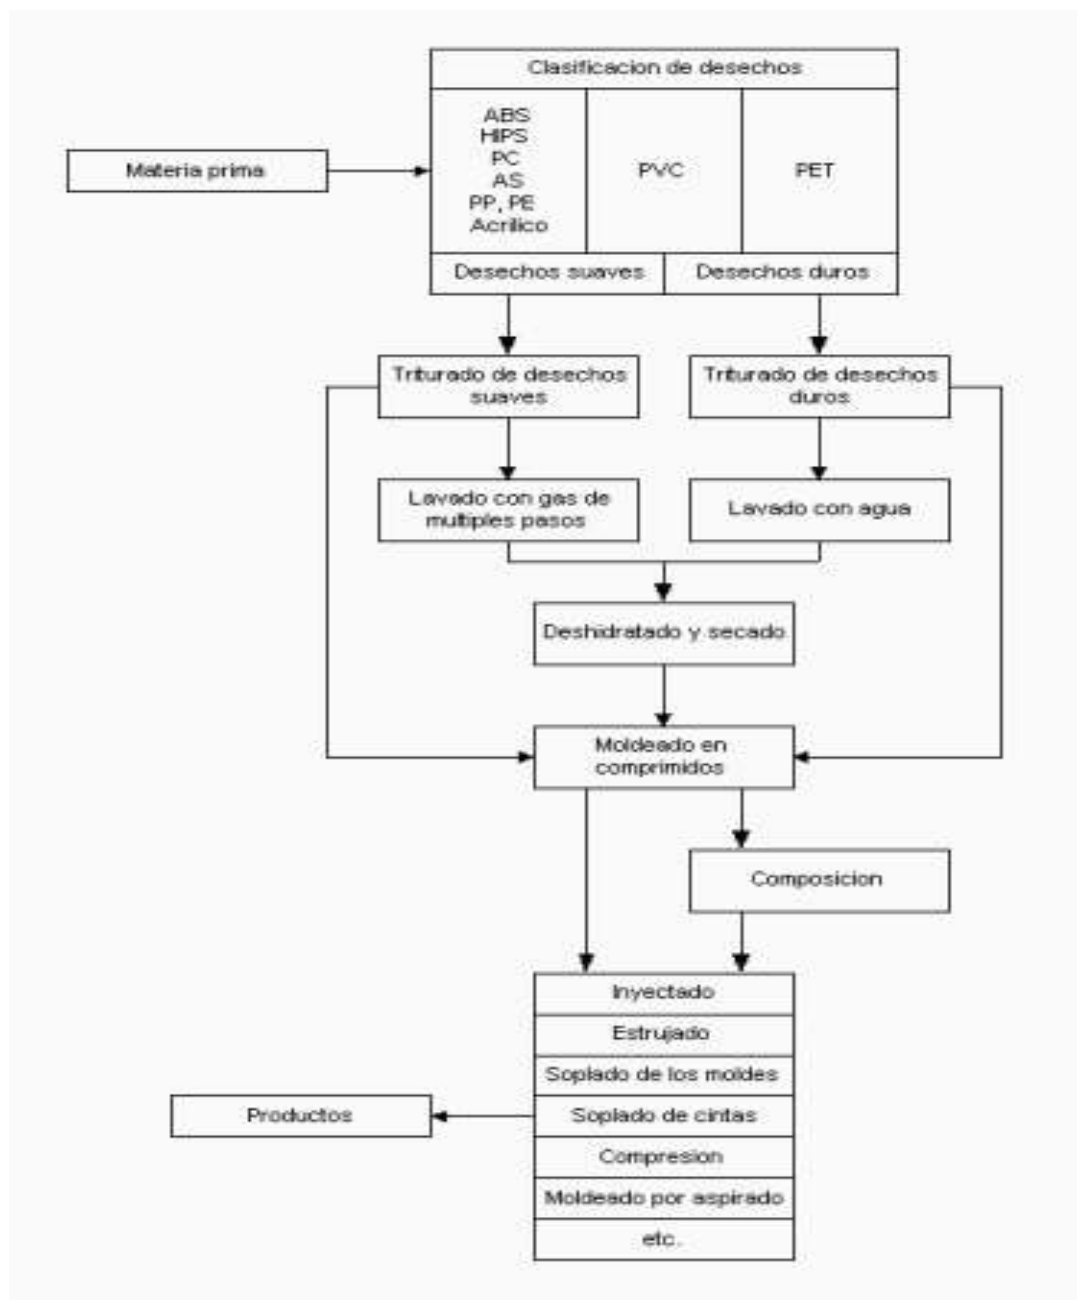 Clasificacion de desechos
ABS
HIPS
PC
AS
PP, PE
Acrilico
PVC
PET
Materia prima
Desechos suaves
Desechos duros
Triturado de desechos
suaves
Triturado de desechos
duros
Lavado con gas de
multiples pasos
Lavado con agua
Deshidratado y secado
Moldeado en
comprimidos
Composicion
Inyectado
Estrujado
Soplado de los moldes
Soplado de cintas
Compresion
Moldeado por aspirado
etc.
Productos